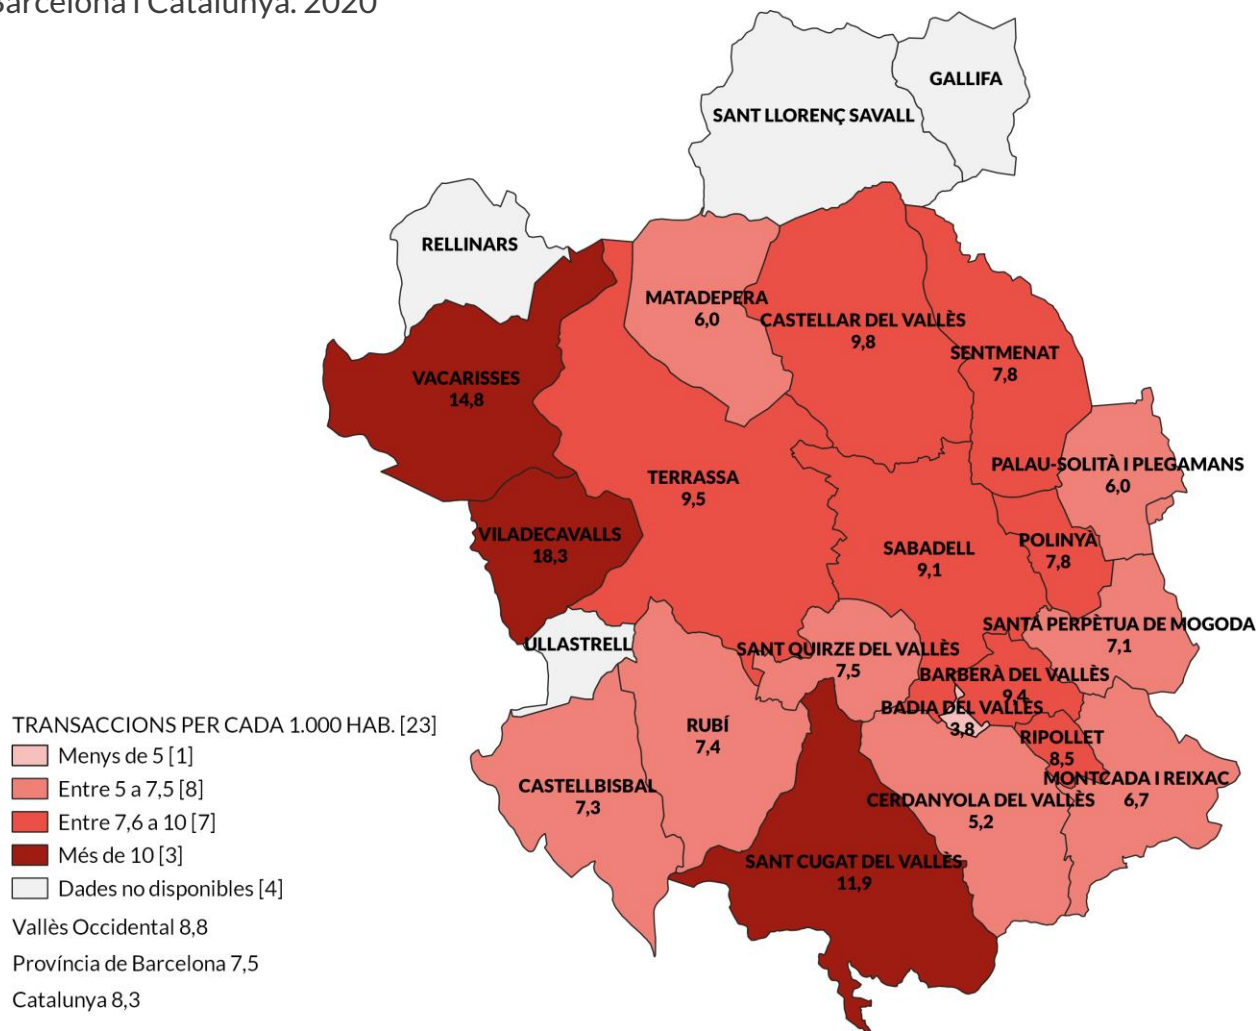 Barcelona i Catalunya. 2020
GALLIFA
SANT LLORENÇ SAVALL
RELLINARS
MATADEPERA
6,0
CASTELLAR DEL VALLÈS
9,8
SENTMENAT
7,8
VACARISSES
14,8
PALAU-SOLITÀ I PLEGAMANS
6,0
TERRASSA
9,5
VILADECAVALLS
18,3
SABADELL
9,1
POLINYÀ
7,8
ULLASTRELL
SANTA PERPÈTUA DE MOGODA
7,1
SANT QUIRZE DEL VALLÈS
7,5
BARBERÀ DEL VALLÈS
9,4
BADIA DEL VALLÈS
3,8
RUBÍ
7,4
RIPOLLET
8,5
CASTELLBISBAL
7,3
MONTCADA I REIXAC
6,7
CERDANYOLA DEL VALLÈS
5,2
SANT CUGAT DEL VALLÈS
11,9
TRANSACCIONS PER CADA 1.000 HAB. [23]
Menys de 5 [1]
Entre 5 a 7,5 [8]
Entre 7,6 a 10 [7]
Més de 10 [3]
Dades no disponibles [4]
Vallès Occidental 8,8
Província de Barcelona 7,5
Catalunya 8,3